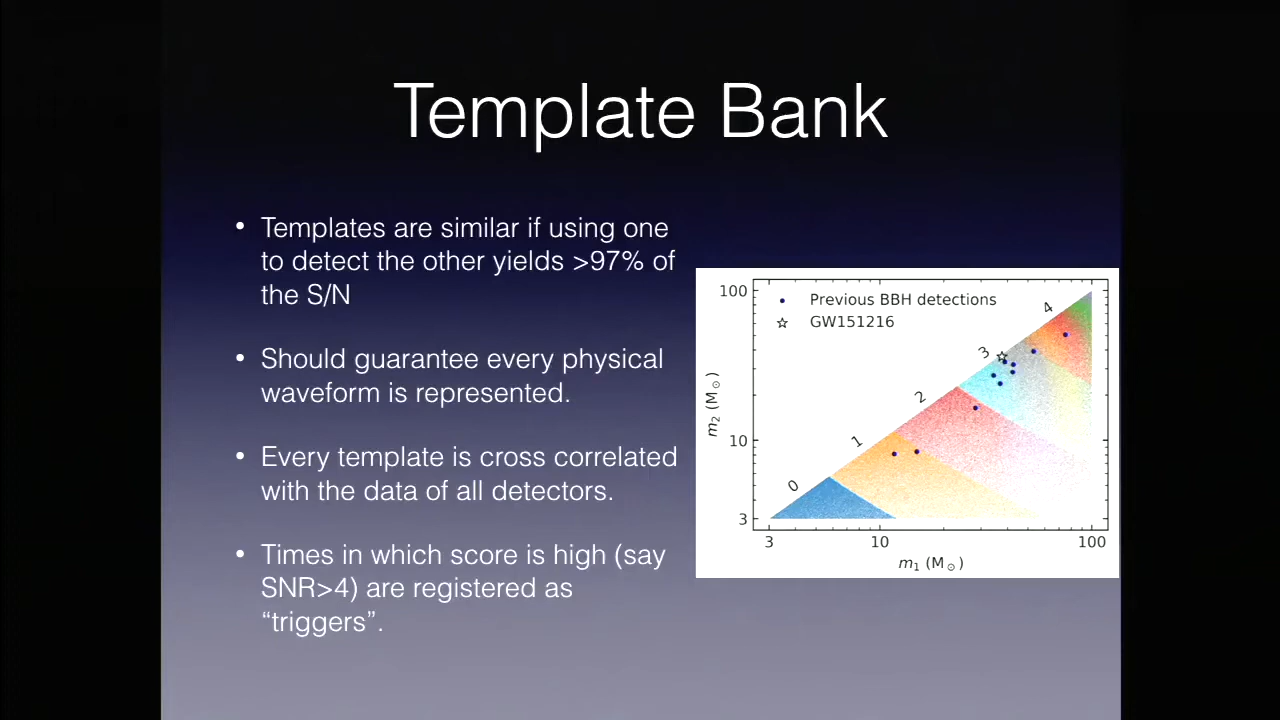 Template Bank
• Templates are similar if using one
to detect the other yields >97% of
the S/N
• Should guarantee every physical
waveform is represented.
• Every template is cross correlated
with the data of all detectors.
• Times in which score is high (say
SNR>4) are registered as
“triggers”.
Previous BBH detections
GW151216
100
10
3
m₂ (M⊙)
0
1
2
3
4
3
10
100
m₁ (M⊙)